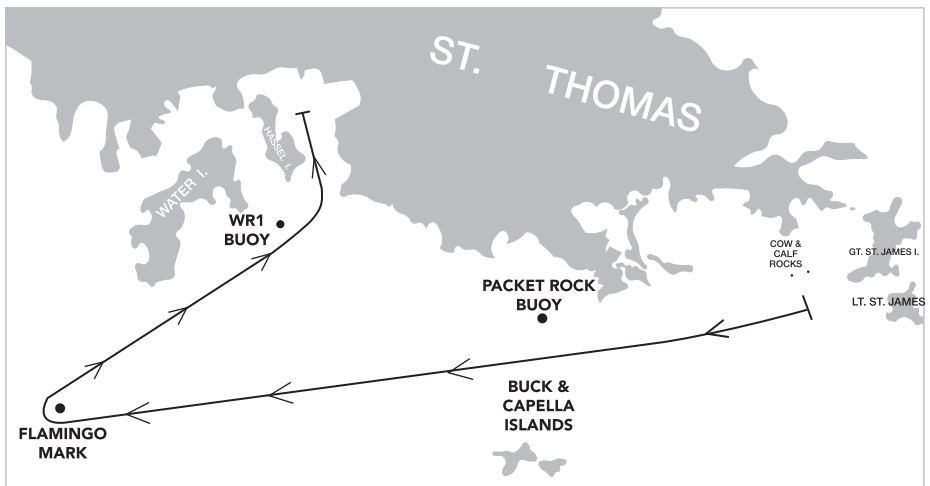 ST. THOMAS
HASSEL I.
WATER I.
WR1
BUOY
COW &
CALF
ROCKS
GT. ST. JAMES I.
LT. ST. JAMES
PACKET ROCK
BUOY
BUCK &
CAPELLA
ISLANDS
FLAMINGO
MARK